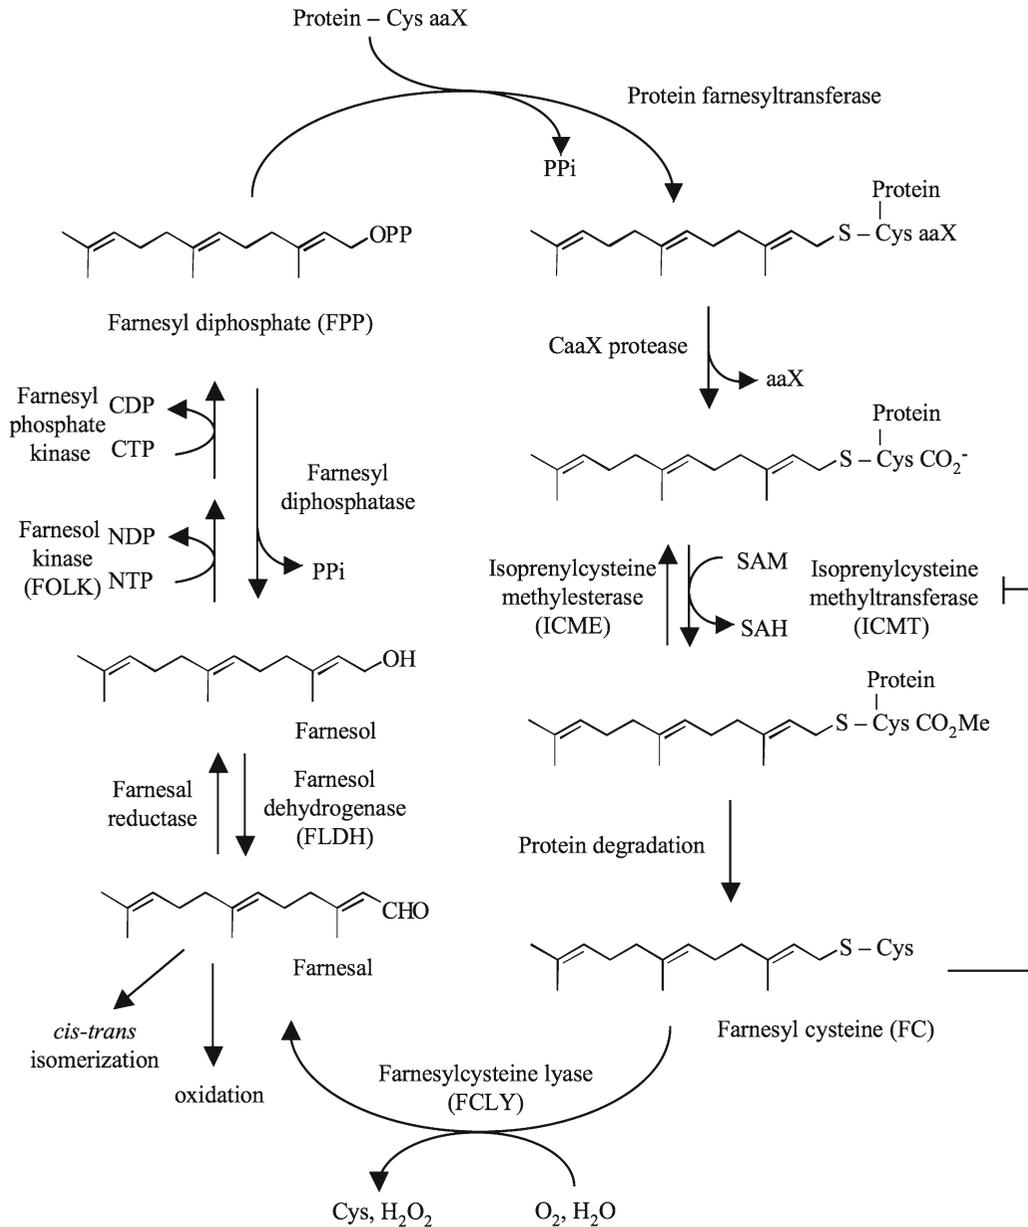 Protein – Cys aaX
Protein farnesyltransferase
PPi
OPP
Protein
S – Cys aaX
Farnesyl diphosphate (FPP)
CaaX protease
aaX
Farnesyl
phosphate
kinase
CDP
CTP
Farnesyl
diphosphatase
Protein
S – Cys CO₂⁻
Farnesol
kinase
(FOLK)
NDP
NTP
PPi
Isoprenylcysteine
methylesterase
(ICME)
SAM
SAH
Isoprenylcysteine
methyltransferase
(ICMT)
OH
Farnesol
Protein
S – Cys CO₂Me
Farnesal
reductase
Farnesol
dehydrogenase
(FLDH)
Protein degradation
CHO
Farnesal
S – Cys
Farnesyl cysteine (FC)
cis-trans
isomerization
oxidation
Farnesylcysteine lyase
(FCLY)
Cys, H₂O₂
O₂, H₂O